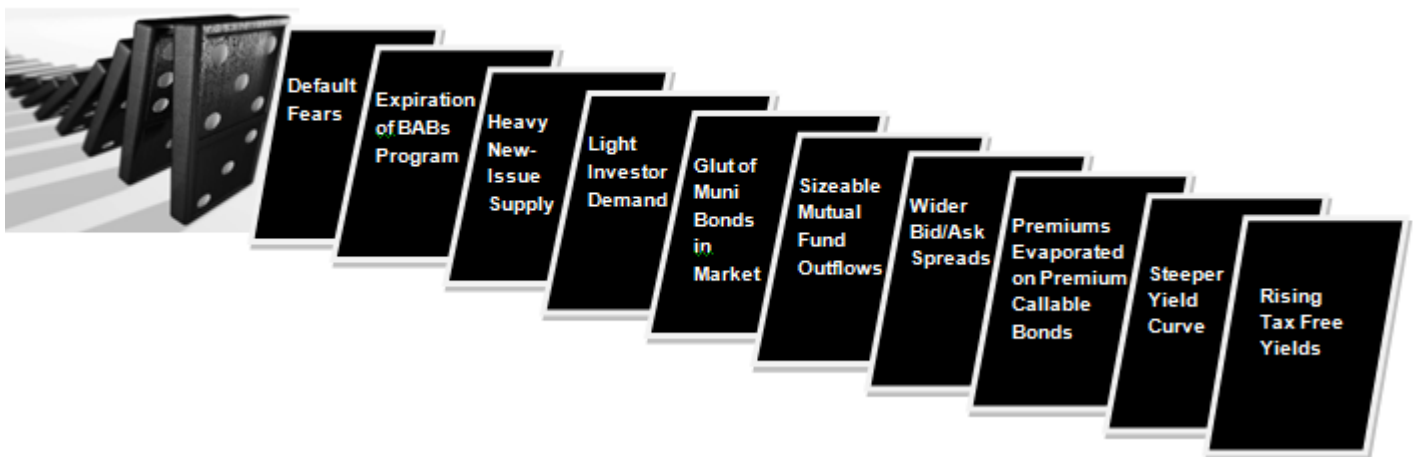 Default
Fears
Expiration
of BABs
Program
Heavy
New-
Issue
Supply
Light
Investor
Demand
Glut of
Muni
Bonds
in
Market
Sizeable
Mutual
Fund
Outflows
Wider
Bid/Ask
Spreads
Premiums
Evaporated
on Premium
Callable
Bonds
Steeper
Yield
Curve
Rising
Tax Free
Yields